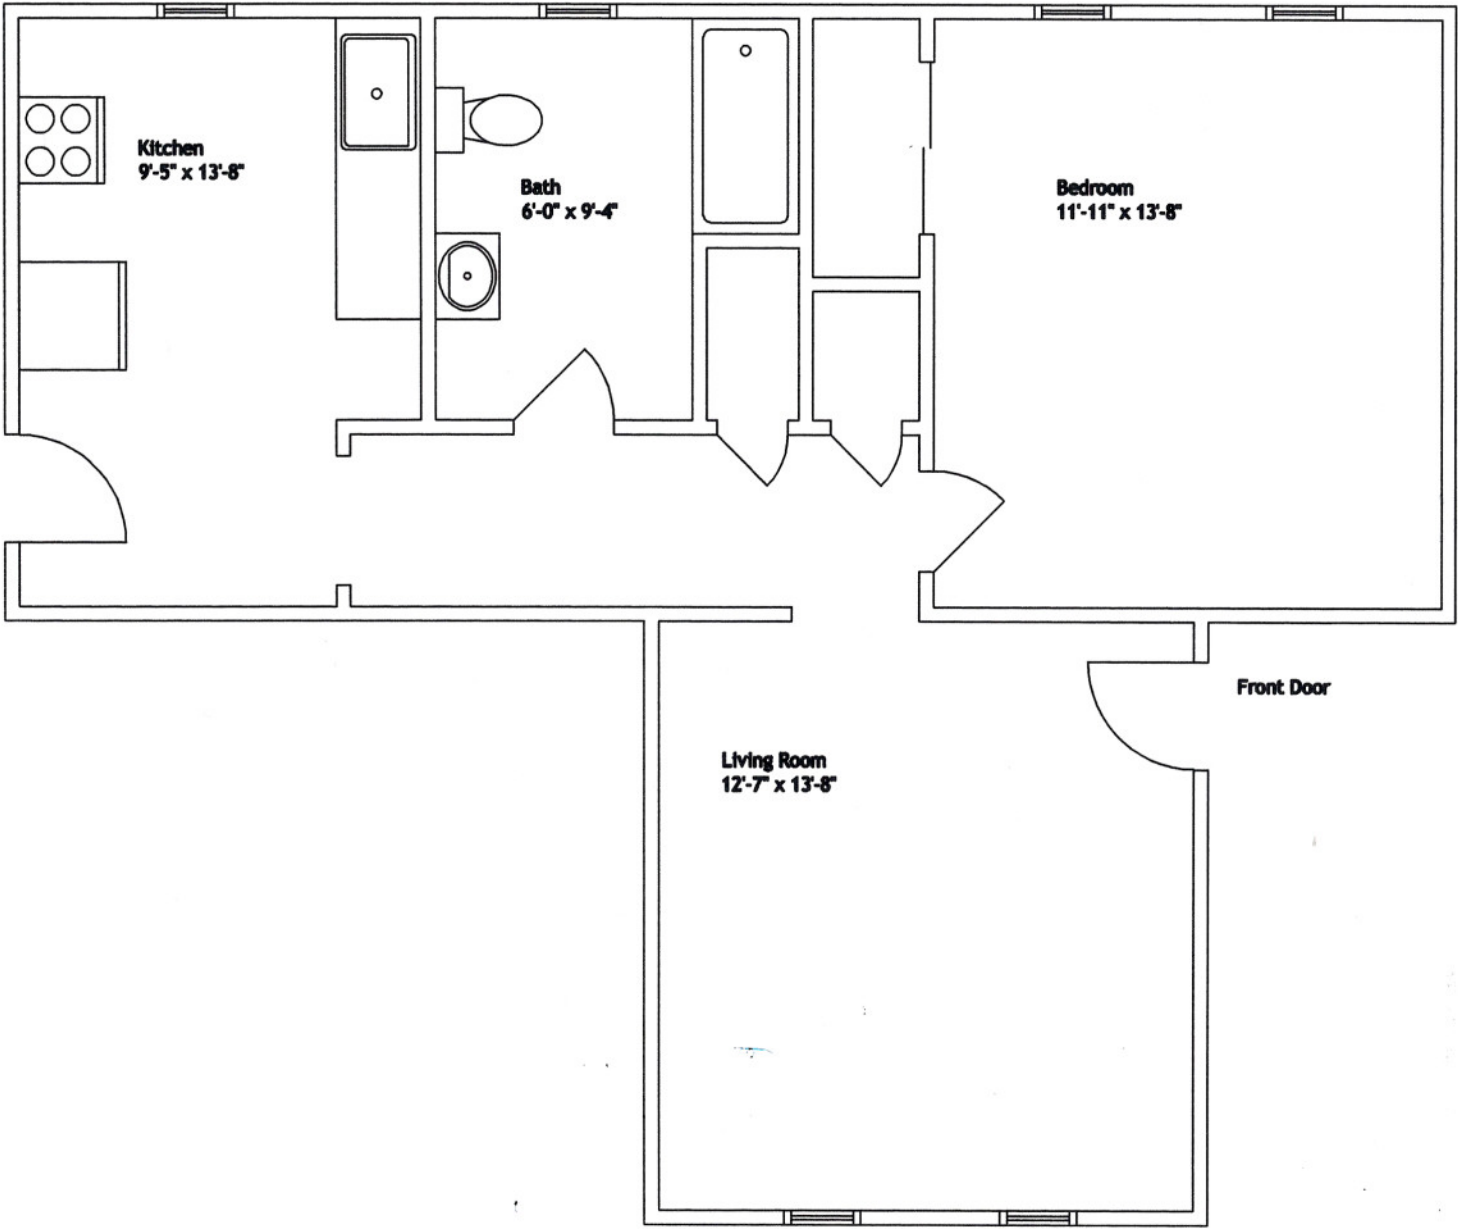 Kitchen
9'-5" x 13'-8"
Bath
6'-0" x 9'-4"
Bedroom
11'-11" x 13'-8"
Front Door
Living Room
12'-7" x 13'-8"